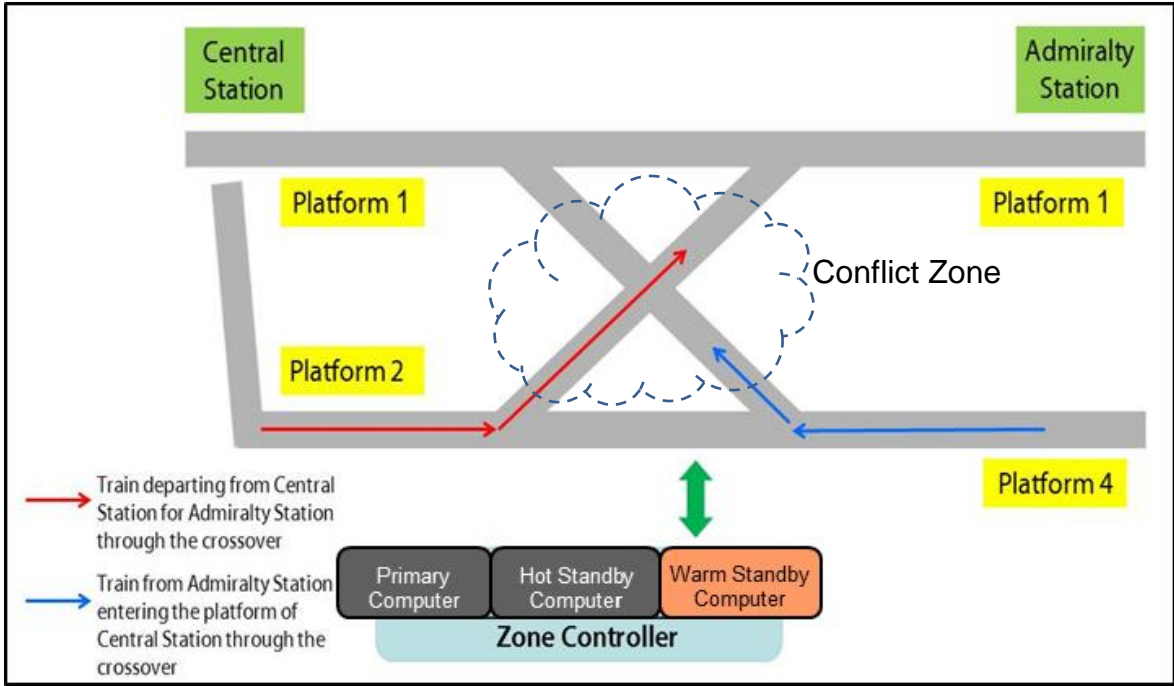 Central
Station
Admiralty
Station
Platform 1
Platform 1
Conflict Zone
Platform 2
Platform 4
Train departing from Central
Station for Admiralty Station
through the crossover
Train from Admiralty Station
entering the platform of
Central Station through the
crossover
Primary
Computer
Hot Standby
Computer
Warm Standby
Computer
Zone Controller